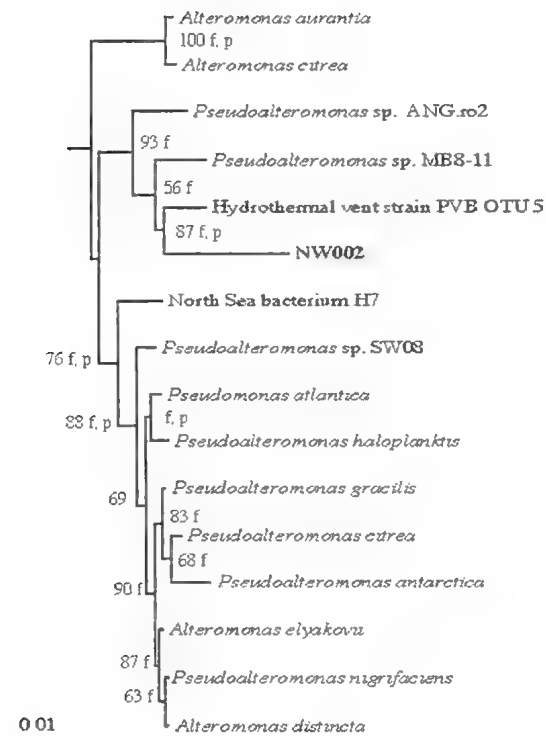 Alteromonas aurantia
100 f, p
Alteromonas citrea
Pseudoalteromonas sp. ANG.ro2
93 f
Pseudoalteromonas sp. MB8-11
56 f
Hydrothermal vent strain PVB OTU 5
87 f, p
NW002
North Sea bacterium H7
76 f, p
Pseudoalteromonas sp. SW08
Pseudomonas atlantica
f, p
88 f, p
Pseudoalteromonas haloplanktis
69
Pseudoalteromonas gracilis
83 f
Pseudoalteromonas citrea
68 f
Pseudoalteromonas antarctica
90 f
Alteromonas elyakovii
87 f
Pseudoalteromonas nigrifaciens
63 f
Alteromonas distincta
0 01